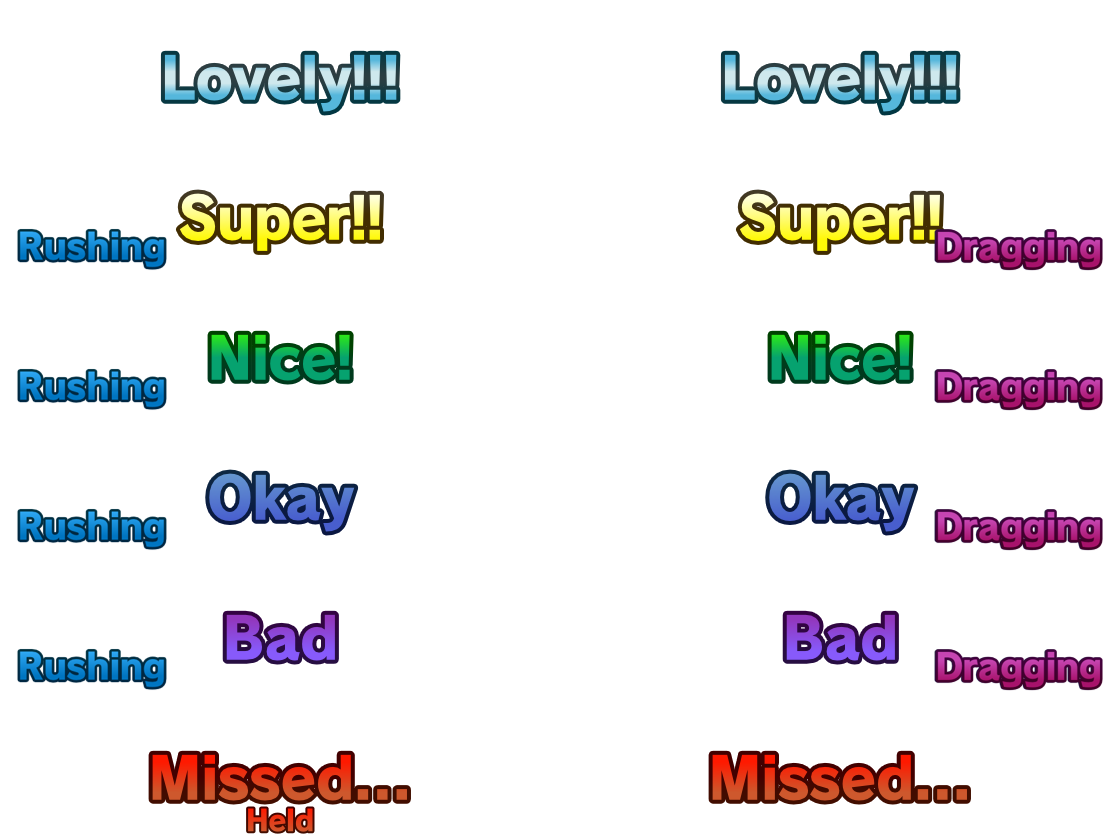 Lovely!!! Lovely!!!
Super!! Super!!
Rushing Dragging
Nice! Nice!
Rushing Dragging
Okay Okay
Rushing Dragging
Bad Bad
Rushing Dragging
Missed... Missed...
Held